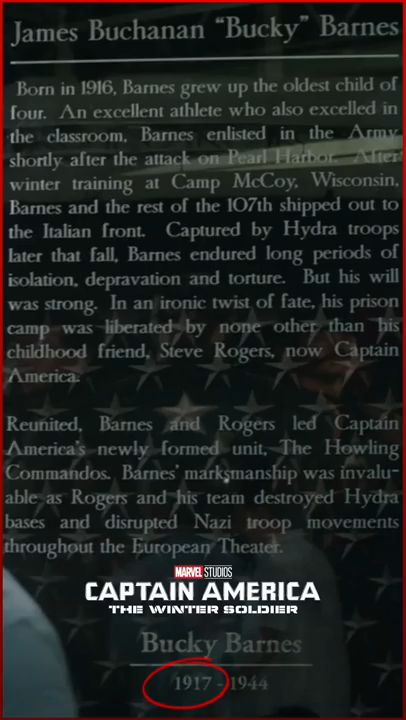 James Buchanan “Bucky” Barnes
Born in 1916, Barnes grew up the oldest child of
four. An excellent athlete who also excelled in
the classroom, Barnes enlisted in the Army
shortly after the attack on Pearl Harbor. After
winter training at Camp McCoy, Wisconsin,
Barnes and the rest of the 107th shipped out to
the Italian front. Captured by Hydra troops
later that fall, Barnes endured long periods of
isolation, depravation and torture. But his will
was strong. In an ironic twist of fate, his prison
camp was liberated by none other than his
childhood friend, Steve Rogers, now Captain
America.
Reunited, Barnes and Rogers led Captain
America's newly formed unit, The Howling
Commandos. Barnes' marksmanship was invalu-
able as Rogers and his team destroyed Hydra
bases and disrupted Nazi troop movements
throughout the European Theater.
MARVEL STUDIOS
CAPTAIN AMERICA
THE WINTER SOLDIER
Bucky Barnes
1917 - 1944